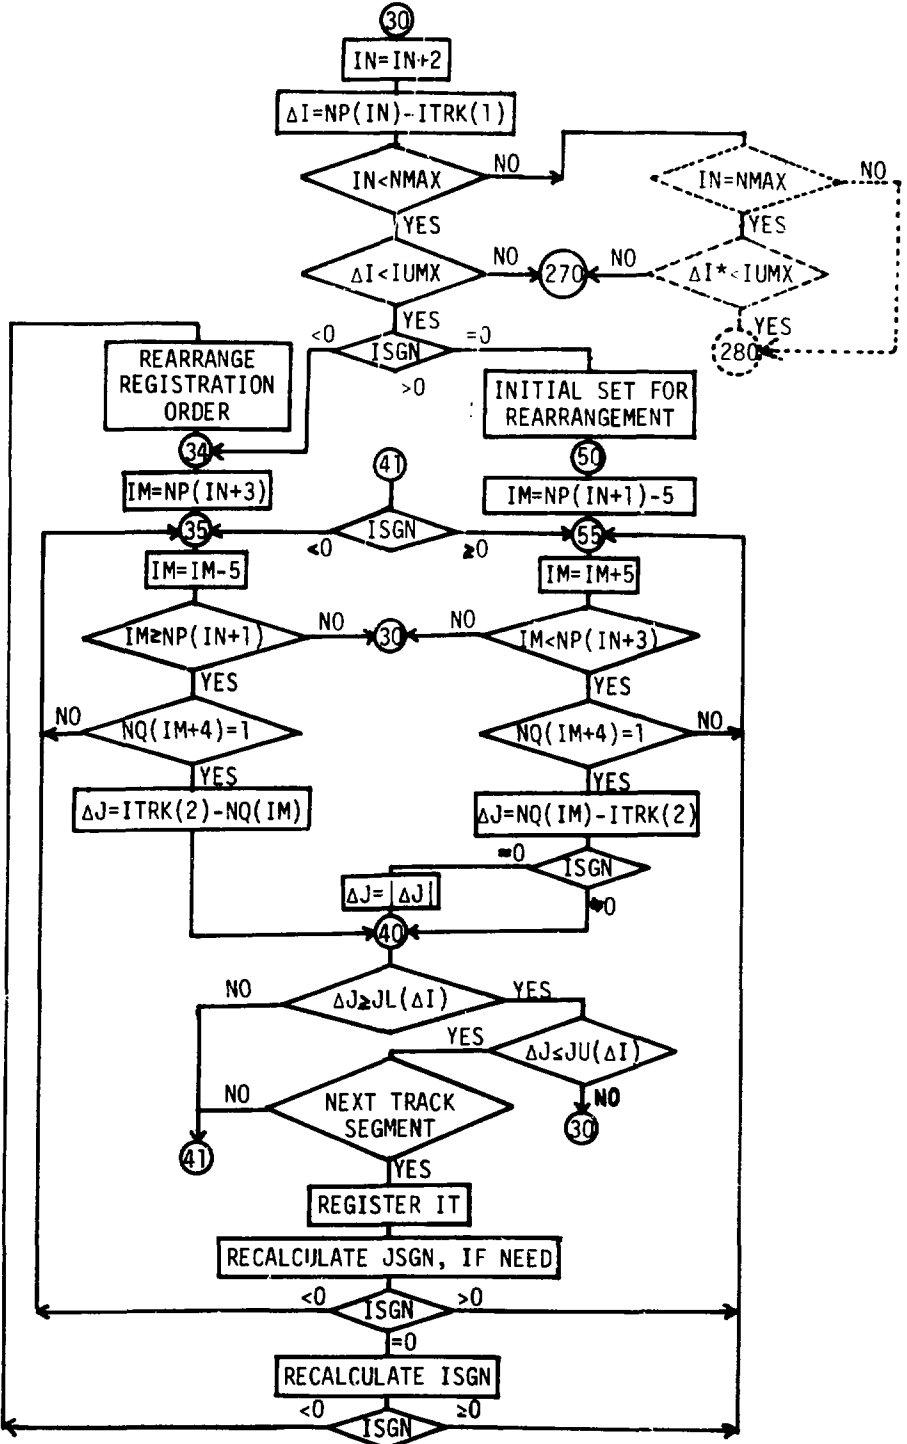 30
IN=IN+2
ΔI=NP(IN)-ITRK(1)
IN<NMAX
NO
IN=NMAX
NO
YES
YES
ΔI<IUMX
NO
270
NO
ΔI*<IUMX
YES
YES
<0
ISGN
=0
>0
280
REARRANGE
REGISTRATION
ORDER
INITIAL SET FOR
REARRANGEMENT
34
41
50
IM=NP(IN+3)
IM=NP(IN+1)-5
35
ISGN
55
<0
≥0
IM=IM-5
IM=IM+5
IM≥NP(IN+1)
NO
30
NO
IM<NP(IN+3)
YES
YES
NO
NQ(IM+4)=1
NQ(IM+4)=1
NO
YES
YES
ΔJ=ITRK(2)-NQ(IM)
ΔJ=NQ(IM)-ITRK(2)
=0
ISGN
ΔJ=|ΔJ|
≠0
40
NO
ΔJ≥JL(ΔI)
YES
YES
ΔJ≤JU(ΔI)
NO
NEXT TRACK
SEGMENT
NO
30
41
YES
REGISTER IT
RECALCULATE JSGN, IF NEED
<0
ISGN
>0
=0
RECALCULATE ISGN
<0
ISGN
≥0